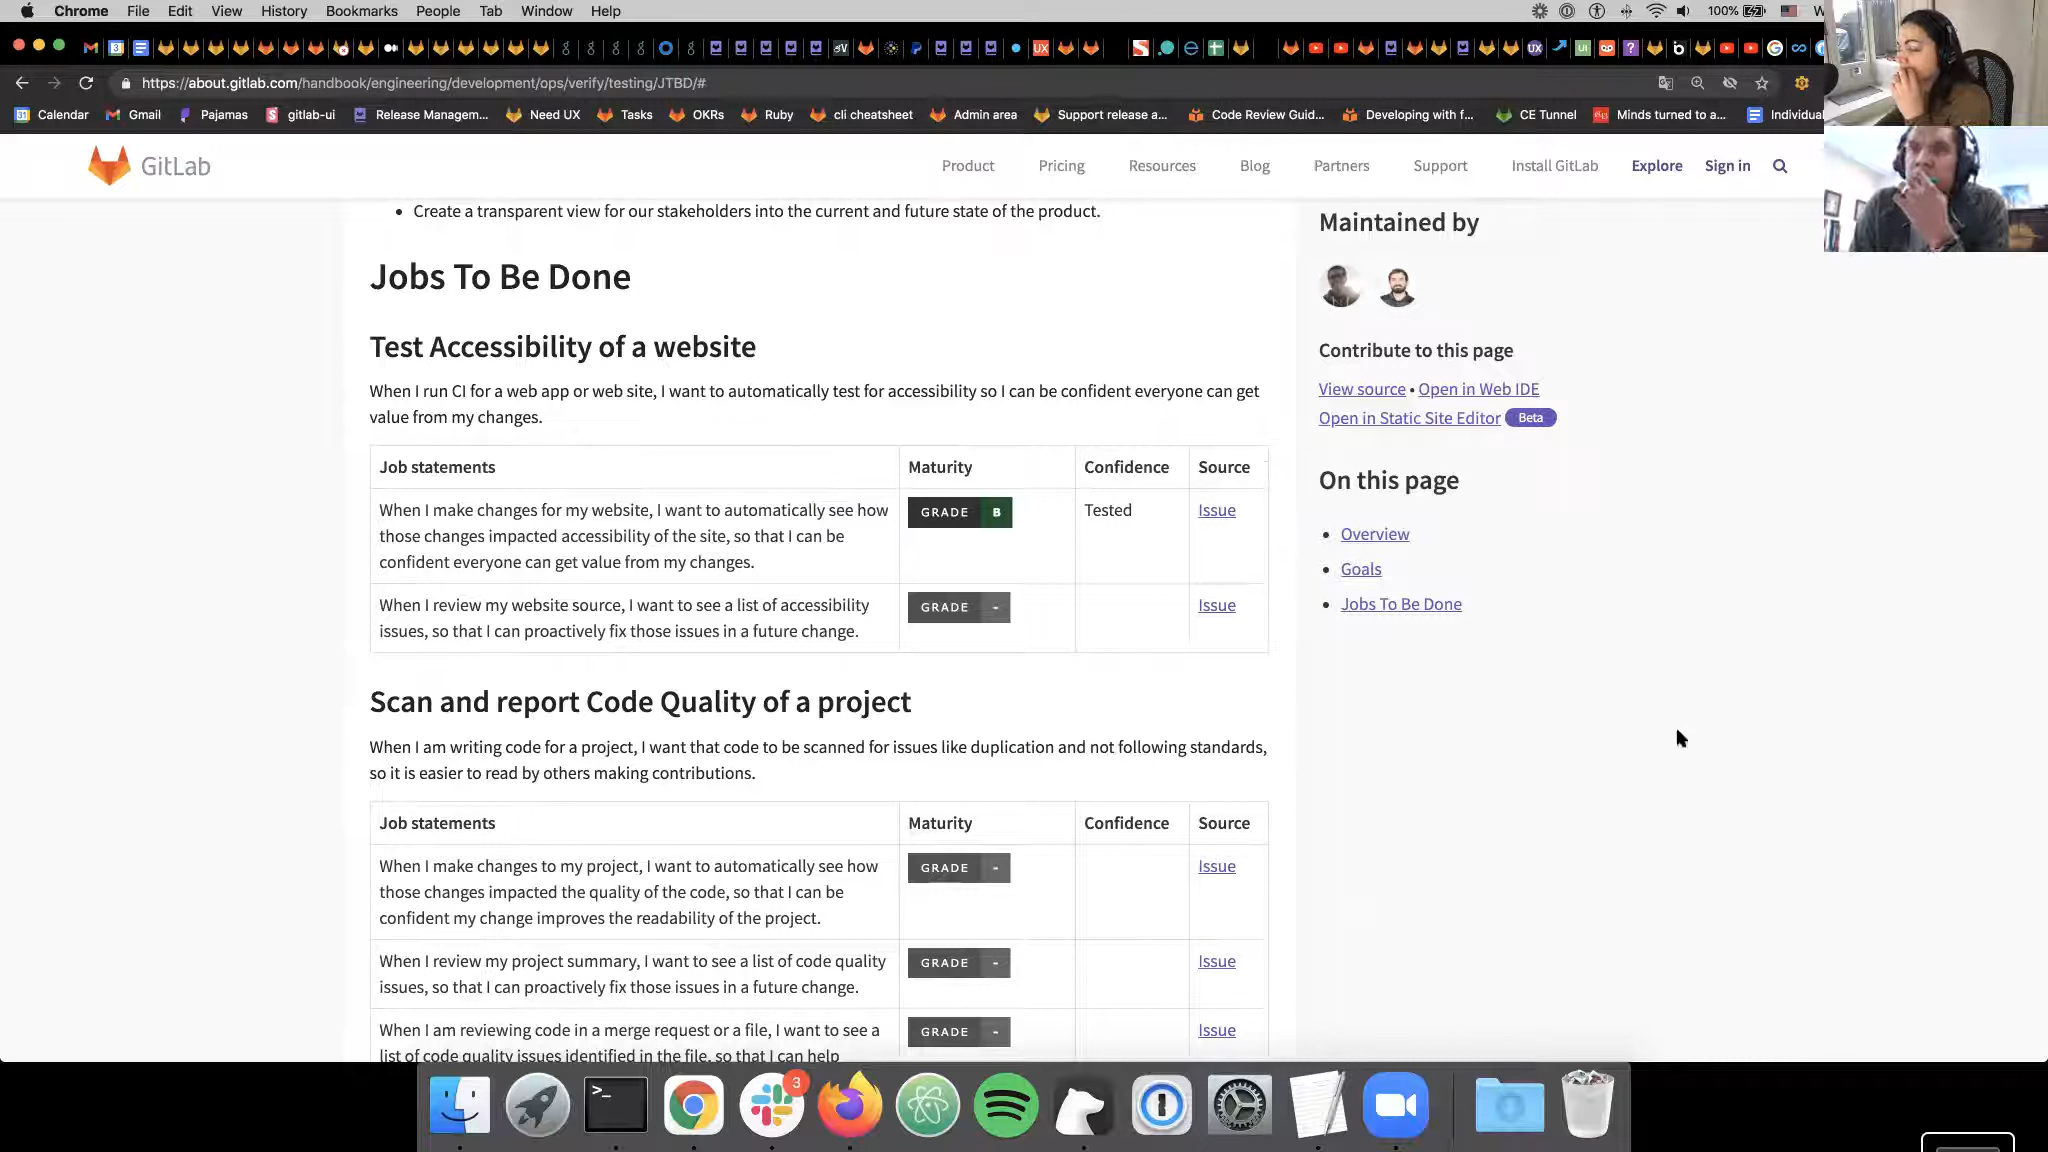 Chrome File Edit View History Bookmarks People Tab Window Help 100% W
https://about.gitlab.com/handbook/engineering/development/ops/verify/testing/JTBD/#
Calendar Gmail Pajamas gitlab-ui Release Managem... Need UX Tasks OKRs Ruby cli cheatsheet Admin area Support release a... Code Review Guid... Developing with f... CE Tunnel Minds turned to a... Individua
GitLab Product Pricing Resources Blog Partners Support Install GitLab Explore Sign in
• Create a transparent view for our stakeholders into the current and future state of the product.
Jobs To Be Done
Test Accessibility of a website
When I run CI for a web app or web site, I want to automatically test for accessibility so I can be confident everyone can get
value from my changes.
Job statements Maturity Confidence Source
When I make changes for my website, I want to automatically see how
those changes impacted accessibility of the site, so that I can be
confident everyone can get value from my changes.
GRADE B Tested Issue
When I review my website source, I want to see a list of accessibility
issues, so that I can proactively fix those issues in a future change.
GRADE - Issue
Scan and report Code Quality of a project
When I am writing code for a project, I want that code to be scanned for issues like duplication and not following standards,
so it is easier to read by others making contributions.
Job statements Maturity Confidence Source
When I make changes to my project, I want to automatically see how
those changes impacted the quality of the code, so that I can be
confident my change improves the readability of the project.
GRADE - Issue
When I review my project summary, I want to see a list of code quality
issues, so that I can proactively fix those issues in a future change.
GRADE - Issue
When I am reviewing code in a merge request or a file, I want to see a
list of code quality issues identified in the file, so that I can help
GRADE - Issue
Maintained by
Contribute to this page
View source • Open in Web IDE
Open in Static Site Editor Beta
On this page
• Overview
• Goals
• Jobs To Be Done
3